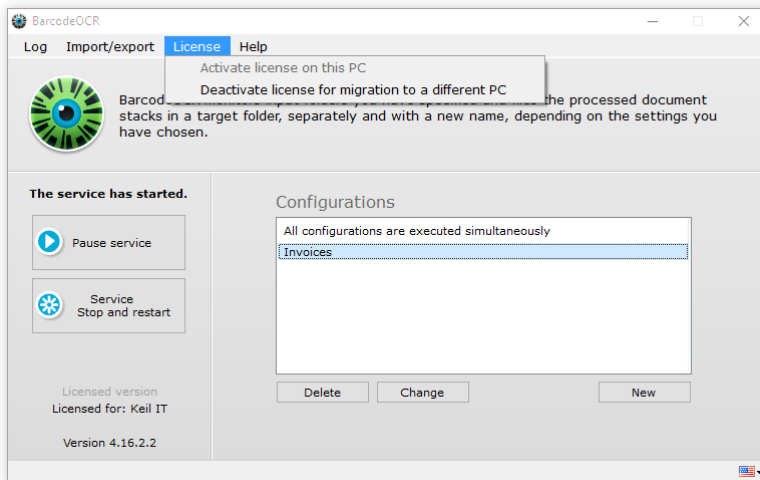 BarcodeOCR
Log Import/export License Help
Activate license on this PC
Deactivate license for migration to a different PC
the processed document
stacks in a target folder, separately and with a new name, depending on the settings you
have chosen.
The service has started.
Pause service
Service
Stop and restart
Licensed version
Licensed for: Keil IT
Version 4.16.2.2
Configurations
All configurations are executed simultaneously
Invoices
Delete Change New